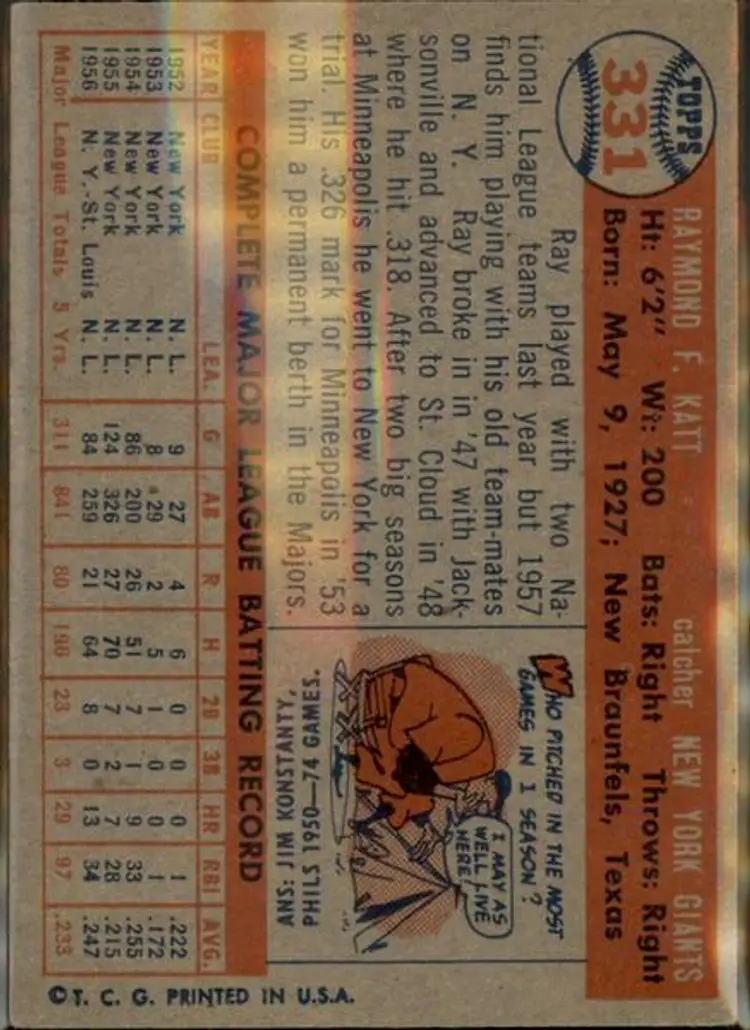 TOPPS
331
RAYMOND F. KATT catcher NEW YORK GIANTS
Ht: 6'2" Wt: 200 Bats: Right Throws: Right
Born: May 9, 1927; New Braunfels, Texas
Ray played with two Na-
tional League teams last year but 1957
finds him playing with his old team-mates
on N. Y. Ray broke in in '47 with Jack-
sonville and advanced to St. Cloud in '48
where he hit .318. After two big seasons
at Minneapolis he went to New York for a
trial. His .326 mark for Minneapolis in '53
won him a permanent berth in the Majors.
WHO PITCHED IN THE MOST
GAMES IN 1 SEASON?
I MAY AS
WELL LIVE
HERE!
ANS: JIM KONSTANTY,
PHILS 1950—74 GAMES.
COMPLETE MAJOR LEAGUE BATTING RECORD
YEAR CLUB LEA. G AB R H 2B 3B HR RBI AVG.
1952 New York N. L. 9 27 4 6 0 0 0 1 .222
1953 New York N. L. 8 29 2 5 1 0 0 1 .172
1954 New York N. L. 86 200 26 51 7 1 9 33 .255
1955 New York N. L. 124 326 27 70 7 2 7 28 .215
1956 N. Y.-St. Louis N. L. 84 259 21 64 8 0 13 34 .247
Major League Totals 5 Yrs. 311 841 80 196 23 3 29 97 .233
© T. C. G. PRINTED IN U.S.A.